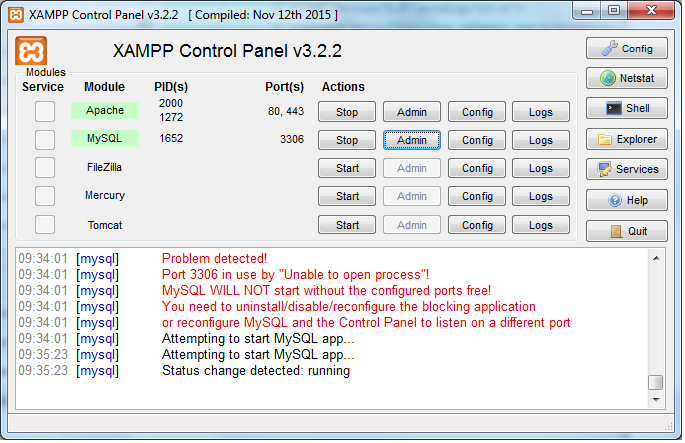 XAMPP Control Panel v3.2.2   [ Compiled: Nov 12th 2015 ]
XAMPP Control Panel v3.2.2
Config
Modules
Service Module PID(s) Port(s) Actions
Netstat
Apache 2000 1272 80, 443 Stop Admin Config Logs
Shell
MySQL 1652 3306 Stop Admin Config Logs
Explorer
FileZilla Start Admin Config Logs
Services
Mercury Start Admin Config Logs
Help
Tomcat Start Admin Config Logs
Quit
09:34:01 [mysql] Problem detected!
09:34:01 [mysql] Port 3306 in use by "Unable to open process"!
09:34:01 [mysql] MySQL WILL NOT start without the configured ports free!
09:34:01 [mysql] You need to uninstall/disable/reconfigure the blocking application
09:34:01 [mysql] or reconfigure MySQL and the Control Panel to listen on a different port
09:34:01 [mysql] Attempting to start MySQL app...
09:35:23 [mysql] Attempting to start MySQL app...
09:35:23 [mysql] Status change detected: running